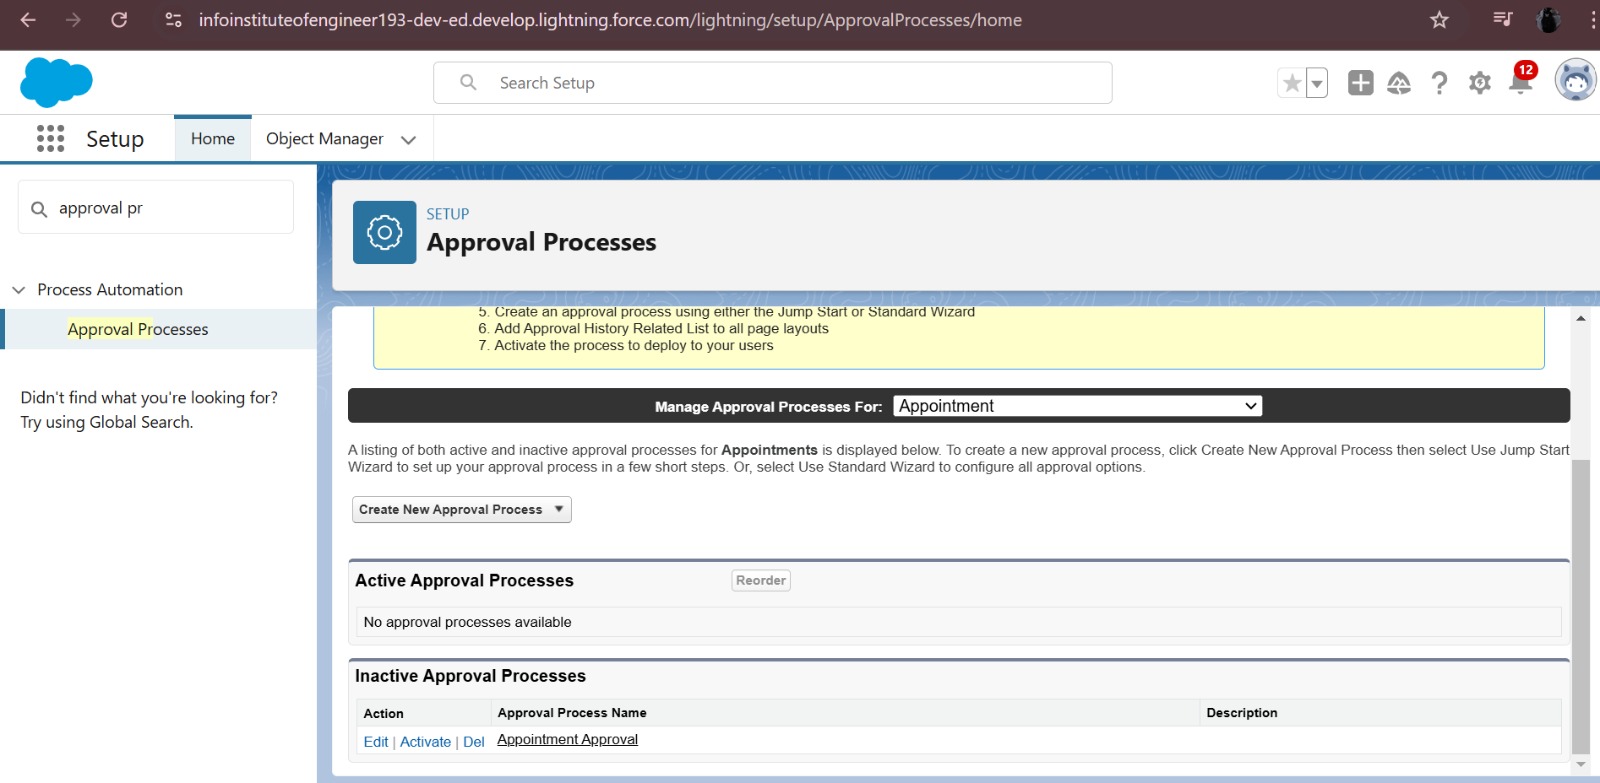 infoinstituteofengineer193-dev-ed.develop.lightning.force.com/lightning/setup/ApprovalProcesses/home
Search Setup
12
Setup
Home
Object Manager
approval pr
Process Automation
Approval Processes
Didn't find what you're looking for?
Try using Global Search.
SETUP
Approval Processes
5. Create an approval process using either the Jump Start or Standard Wizard
6. Add Approval History Related List to all page layouts
7. Activate the process to deploy to your users
Manage Approval Processes For: Appointment
A listing of both active and inactive approval processes for Appointments is displayed below. To create a new approval process, click Create New Approval Process then select Use Jump Start
Wizard to set up your approval process in a few short steps. Or, select Use Standard Wizard to configure all approval options.
Create New Approval Process
Active Approval Processes Reorder
No approval processes available
Inactive Approval Processes
Action Approval Process Name Description
Edit | Activate | Del Appointment Approval